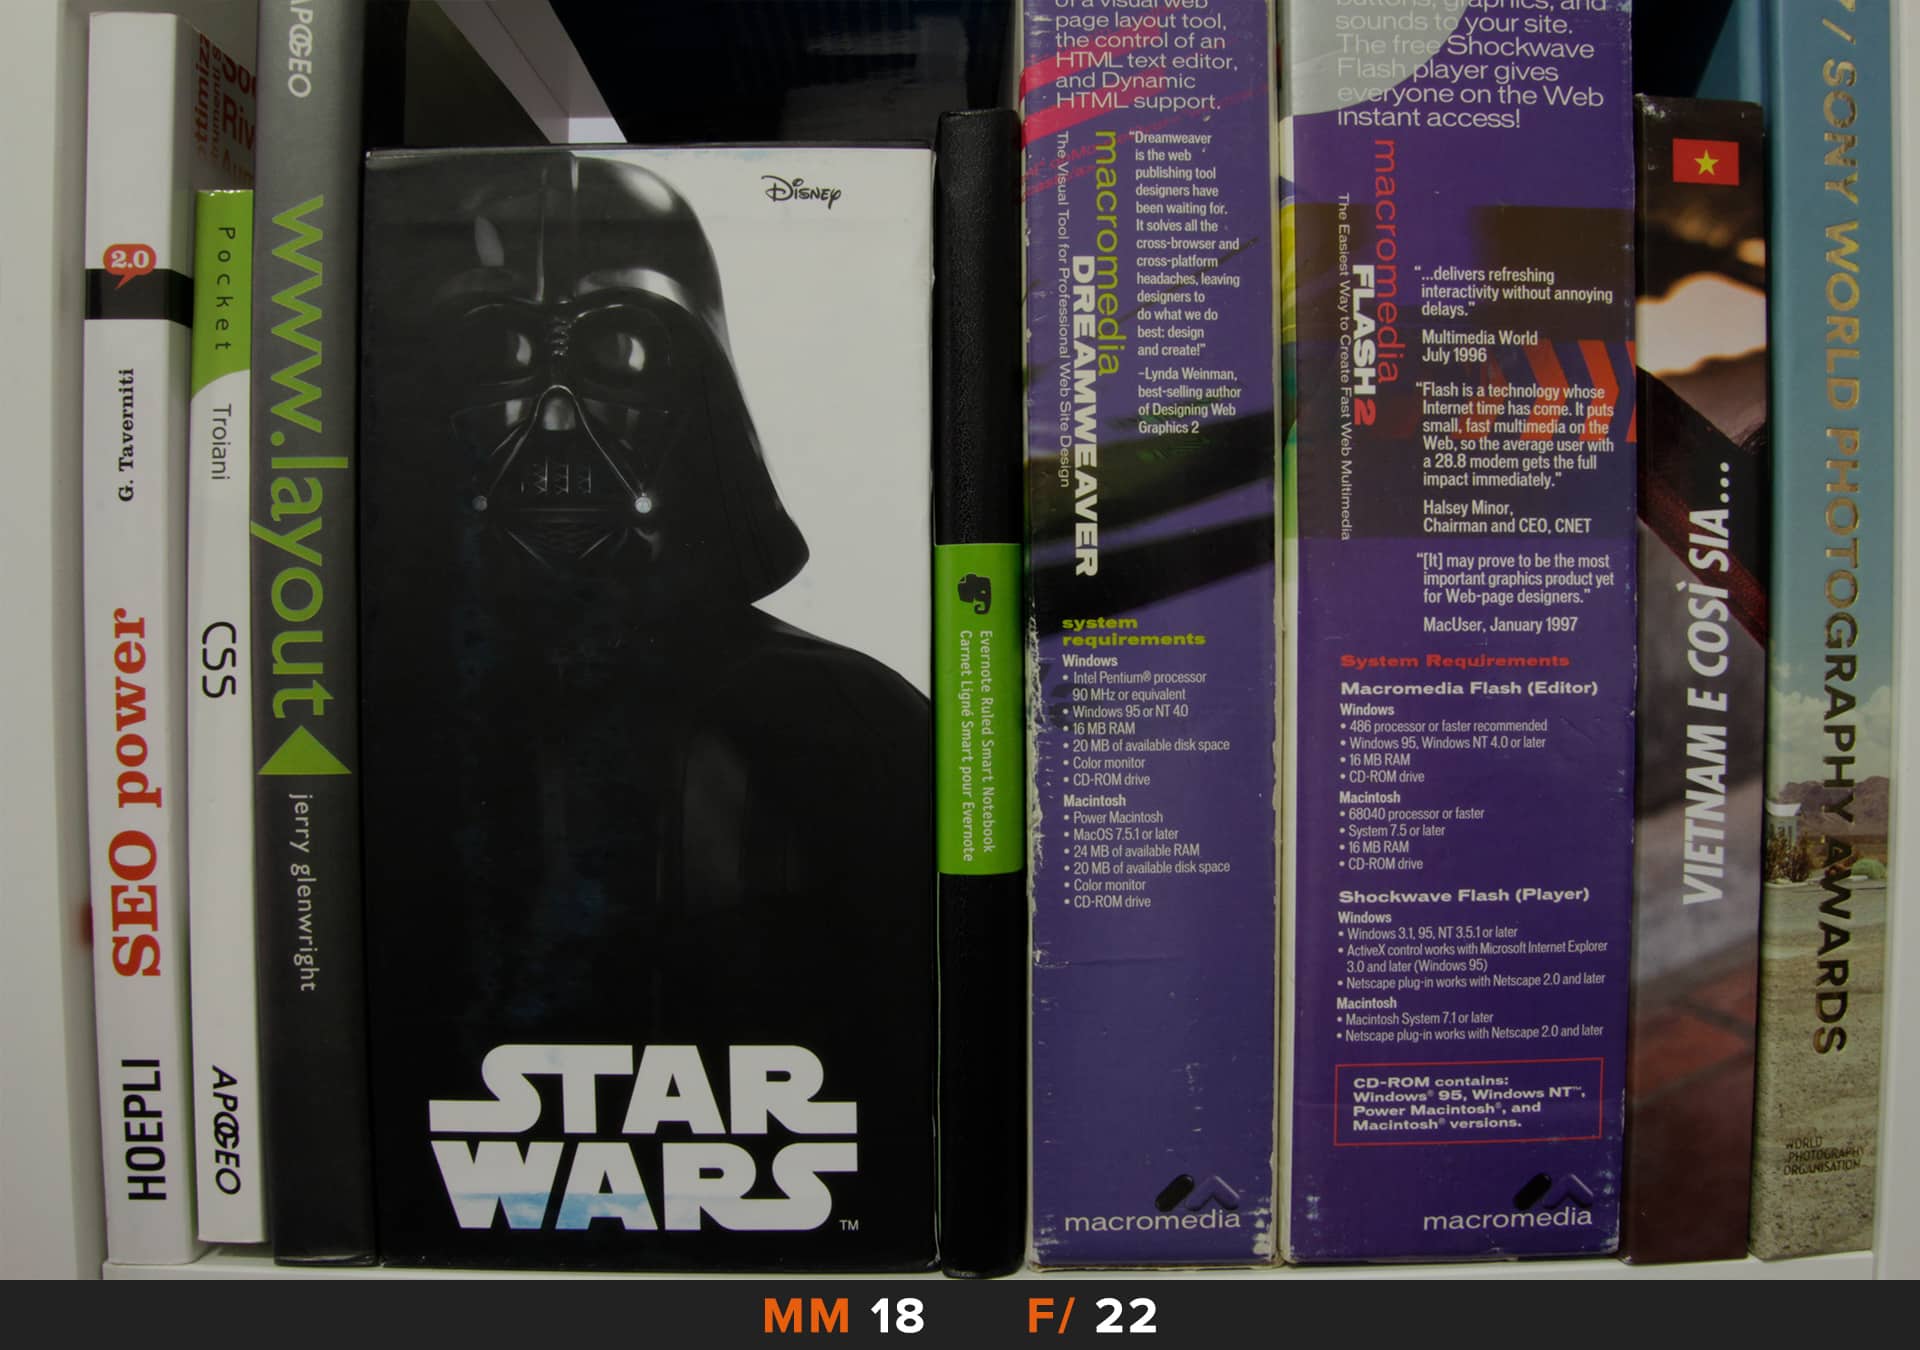 2.0
G. Taverniti
SEO power
HOEPLI
Pocket
Troiani
CSS
APOGEO
APOGEO
www.layout
jerry glenwright
Disney
STAR
WARS
TM
Evernote Ruled Smart Notebook
Carnet Ligné Smart pour Evernote
of a visual web
page layout tool,
the control of an
HTML text editor,
and Dynamic
HTML support.
macromedia
DREAMWEAVER
The Visual Tool for Professional Web Site Design
"Dreamweaver
is the web
publishing tool
designers have
been waiting for.
It solves all the
cross-browser and
cross-platform
headaches, leaving
designers to
do what we do
best: design
and create!"
–Lynda Weinman,
best-selling author
of Designing Web
Graphics 2
system
requirements
Windows
• Intel Pentium® processor
90 MHz or equivalent
• Windows 95 or NT 4.0
• 16 MB RAM
• 20 MB of available disk space
• Color monitor
• CD-ROM drive
Macintosh
• Power Macintosh
• MacOS 7.5.1 or later
• 24 MB of available RAM
• 20 MB of available disk space
• Color monitor
• CD-ROM drive
macromedia
buttons, graphics, and
sounds to your site.
The free Shockwave
Flash player gives
everyone on the Web
instant access!
macromedia
FLASH 2
The Easiest Way to Create Fast Web Multimedia
"...delivers refreshing
interactivity without annoying
delays."
Multimedia World
July 1996
"Flash is a technology whose
Internet time has come. It puts
small, fast multimedia on the
Web, so the average user with
a 28.8 modem gets the full
impact immediately."
Halsey Minor,
Chairman and CEO, CNET
"[It] may prove to be the most
important graphics product yet
for Web-page designers."
MacUser, January 1997
System Requirements
Macromedia Flash (Editor)
Windows
• 486 processor or faster recommended
• Windows 95, Windows NT 4.0 or later
• 16 MB RAM
• CD-ROM drive
Macintosh
• 68040 processor or faster
• System 7.5 or later
• 16 MB RAM
• CD-ROM drive
Shockwave Flash (Player)
Windows
• Windows 3.1, 95, NT 3.5.1 or later
• ActiveX control works with Microsoft Internet Explorer
3.0 and later (Windows 95)
• Netscape plug-in works with Netscape 2.0 and later
Macintosh
• Macintosh System 7.1 or later
• Netscape plug-in works with Netscape 2.0 and later
CD-ROM contains:
Windows® 95, Windows NT™,
Power Macintosh®, and
Macintosh® versions.
macromedia
VIETNAM E COSÌ SIA...
/ SONY WORLD PHOTOGRAPHY AWARDS
WORLD
PHOTOGRAPHY
ORGANISATION
MM 18 F/ 22